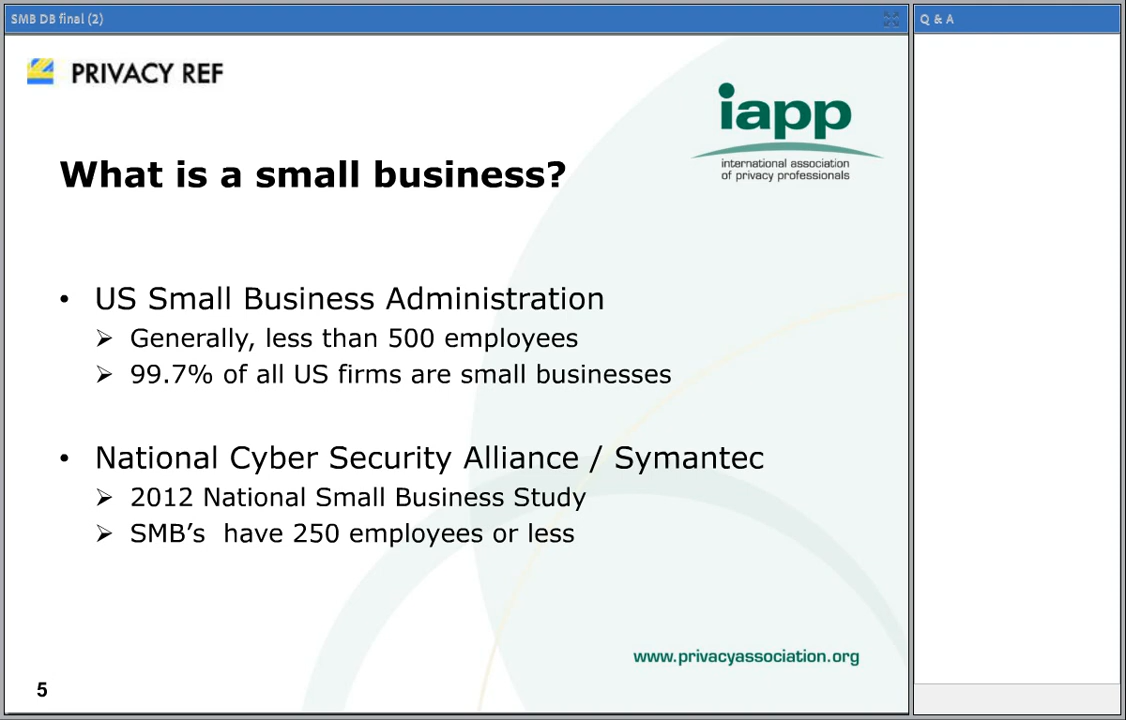 SMB DB final (2)
Q & A
PRIVACY REF
iapp
international association
of privacy professionals
What is a small business?
• US Small Business Administration
➢ Generally, less than 500 employees
➢ 99.7% of all US firms are small businesses
• National Cyber Security Alliance / Symantec
➢ 2012 National Small Business Study
➢ SMB’s  have 250 employees or less
www.privacyassociation.org
5